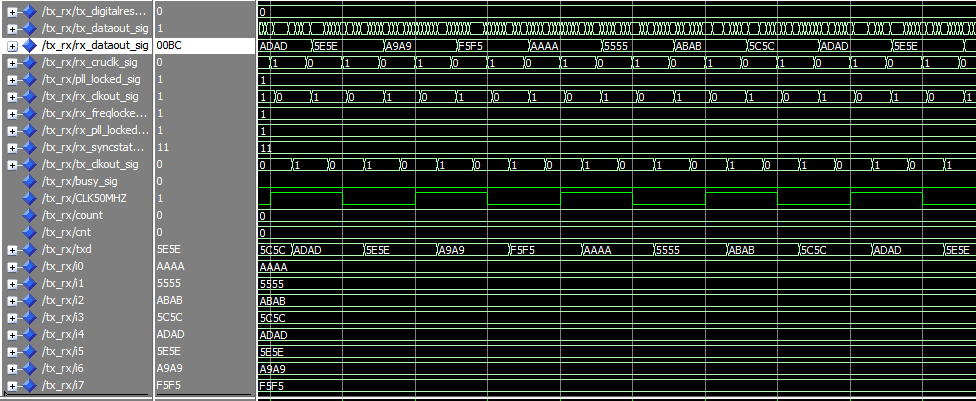 /tx_rx/tx_digitalres... 0 0
/tx_rx/tx_dataout_sig 1
/tx_rx/rx_dataout_sig 00BC ADAD 5E5E A9A9 F5F5 AAAA 5555 ABAB 5C5C ADAD 5E5E
/tx_rx/rx_cruclk_sig 0 1 0 1 0 1 0 1 0 1 0 1 0 1 0 1 0 1 0 1 0
/tx_rx/pll_locked_sig 1 1
/tx_rx/rx_clkout_sig 1 1 0 1 0 1 0 1 0 1 0 1 0 1 0 1 0 1 0 1 0 1
/tx_rx/rx_freqlocke... 1 1
/tx_rx/rx_pll_locked... 1 1
/tx_rx/rx_syncstat... 11 11
/tx_rx/tx_clkout_sig 0 0 1 0 1 0 1 0 1 0 1 0 1 0 1 0 1 0 1 0 1
/tx_rx/busy_sig 0
/tx_rx/CLK50MHZ 1
/tx_rx/count 0 0
/tx_rx/cnt 0 0
/tx_rx/txd 5E5E 5C5C ADAD 5E5E A9A9 F5F5 AAAA 5555 ABAB 5C5C ADAD 5E5E
/tx_rx/i0 AAAA AAAA
/tx_rx/i1 5555 5555
/tx_rx/i2 ABAB ABAB
/tx_rx/i3 5C5C 5C5C
/tx_rx/i4 ADAD ADAD
/tx_rx/i5 5E5E 5E5E
/tx_rx/i6 A9A9 A9A9
/tx_rx/i7 F5F5 F5F5